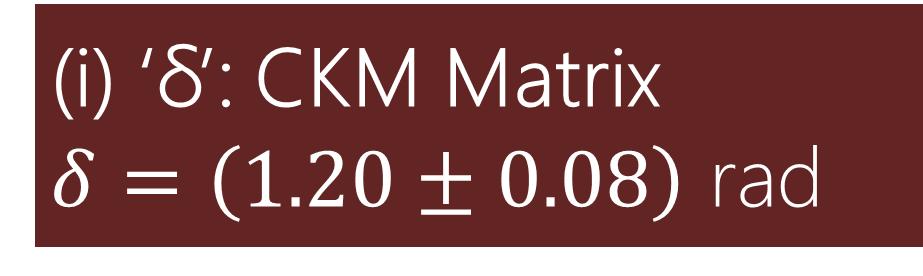 (i) ‘δ’: CKM Matrix
δ = (1.20 ± 0.08) rad